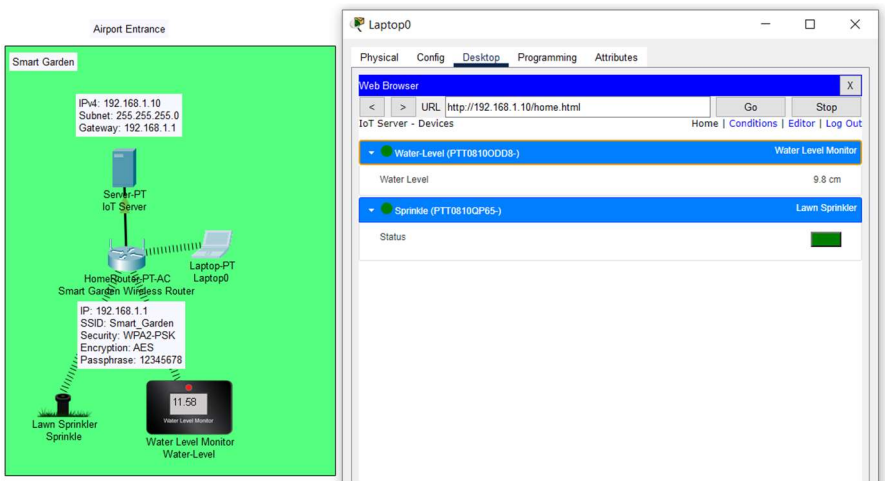 Airport Entrance
Smart Garden
IPv4: 192.168.1.10
Subnet: 255.255.255.0
Gateway: 192.168.1.1
Server-PT
IoT Server
Laptop-PT
Laptop0
HomeRouter-PT-AC
Smart Garden Wireless Router
IP: 192.168.1.1
SSID: Smart_Garden
Security: WPA2-PSK
Encryption: AES
Passphrase: 12345678
11.58
Water Level Monitor
Lawn Sprinkler
Sprinkle
Water Level Monitor
Water-Level
Laptop0
Physical Config Desktop Programming Attributes
Web Browser X
< > URL http://192.168.1.10/home.html Go Stop
IoT Server - Devices Home | Conditions | Editor | Log Out
Water-Level (PTT0810ODD8-) Water Level Monitor
Water Level 9.8 cm
Sprinkle (PTT0810QP65-) Lawn Sprinkler
Status